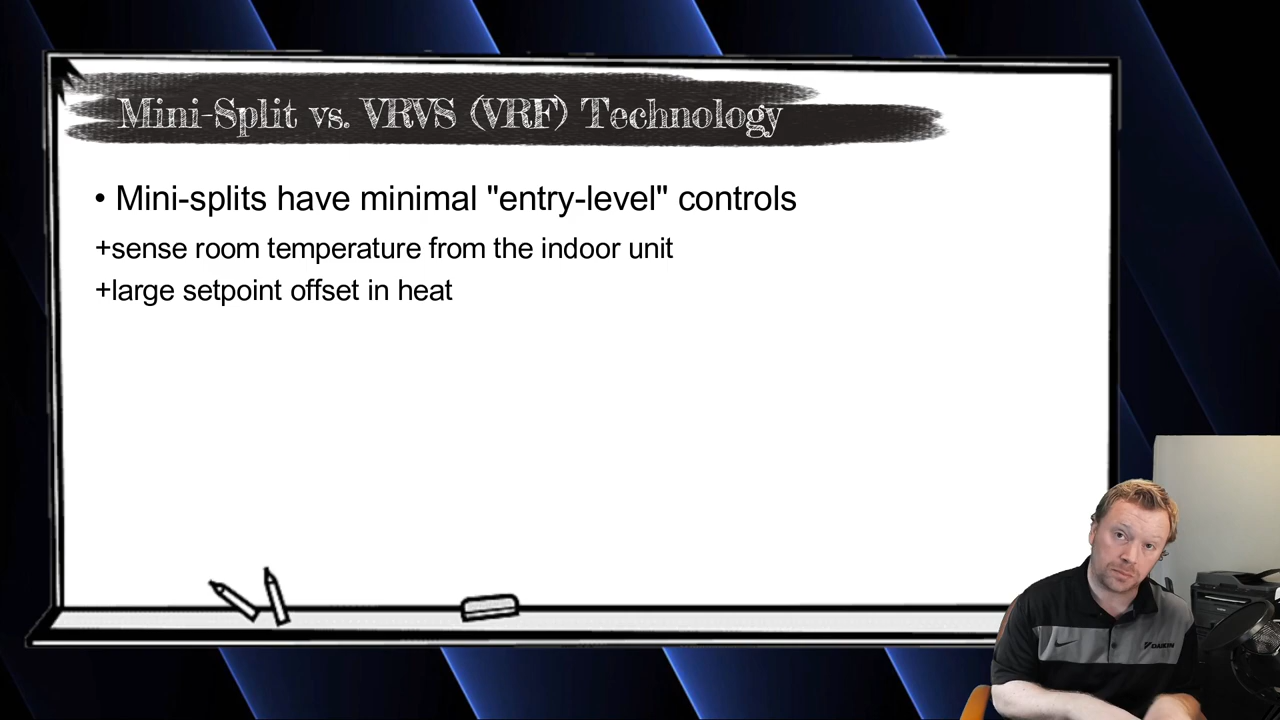 Mini-Split vs. VRVS (VRF) Technology
• Mini-splits have minimal "entry-level" controls
+sense room temperature from the indoor unit
+large setpoint offset in heat
DAIKIN